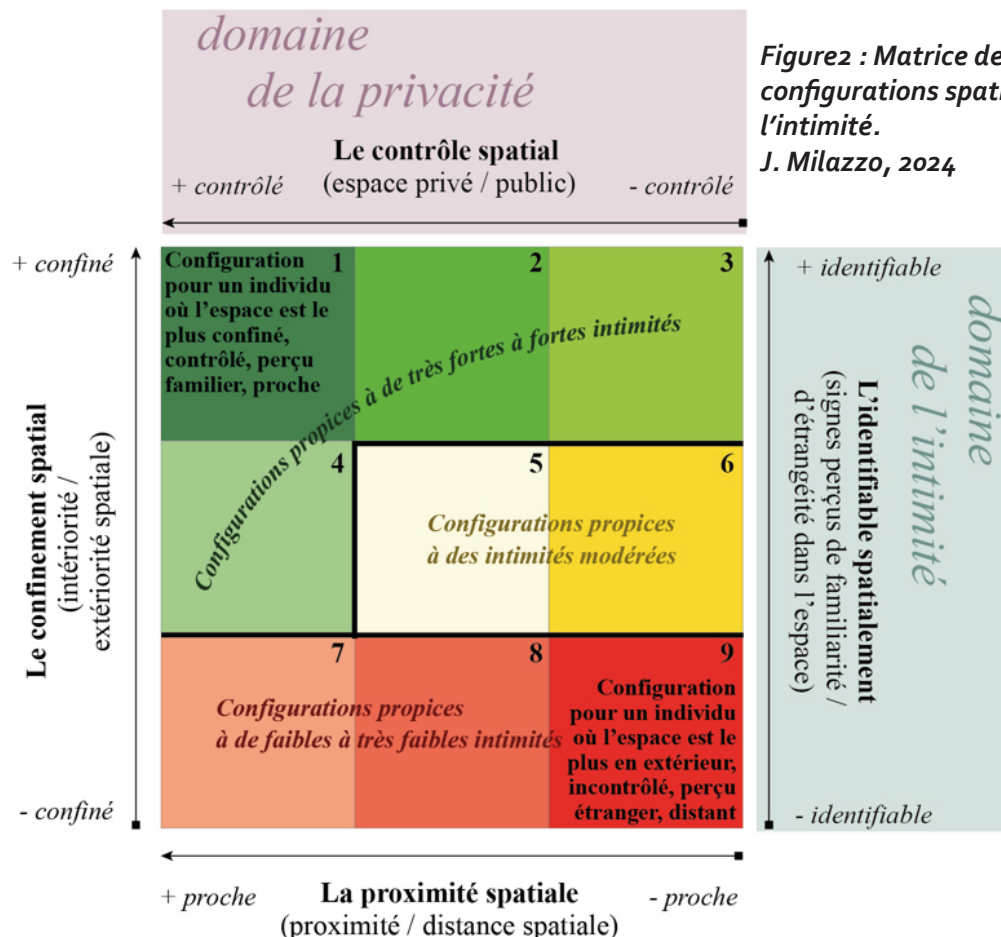 domaine
de la privacité
Le contrôle spatial
(espace privé / public)
+ contrôlé
- contrôlé
Figure2 : Matrice de
configurations spati
l'intimité.
J. Milazzo, 2024
+ confiné
Le confinement spatial
(intériorité /
extériorité spatiale)
- confiné
Configuration 1
pour un individu
où l'espace est le
plus confiné,
contrôlé, perçu
familier, proche
2
3
Configurations propices à de très fortes à fortes intimités
4
5
6
Configurations propices
à des intimités modérées
7
8
9
Configurations propices
à de faibles à très faibles intimités
Configuration
pour un individu
où l'espace est le
plus en extérieur,
incontrôlé, perçu
étranger, distant
+ identifiable
domaine
de l'intimité
L'identifiable spatialement
(signes perçus de familiarité /
d'étrangéité dans l'espace)
- identifiable
+ proche
La proximité spatiale
(proximité / distance spatiale)
- proche